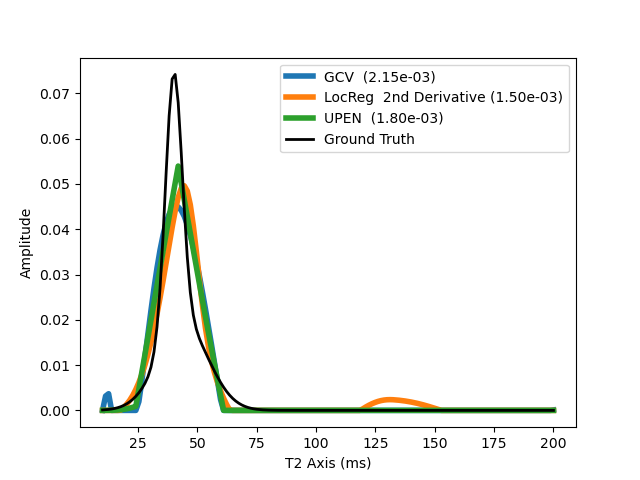 GCV  (2.15e-03)
LocReg  2nd Derivative (1.50e-03)
UPEN  (1.80e-03)
Ground Truth
0.07
0.06
0.05
0.04
0.03
0.02
0.01
0.00
Amplitude
25 50 75 100 125 150 175 200
T2 Axis (ms)